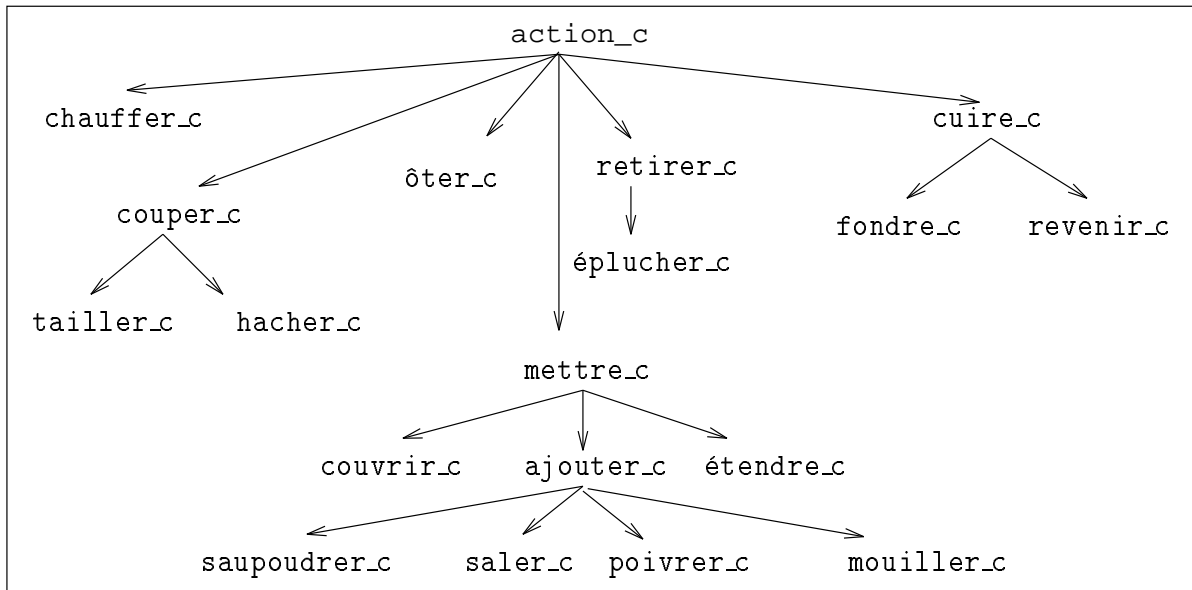 action_c
chauffer_c
cuire_c
ôter_c
retirer_c
couper_c
fondre_c
revenir_c
éplucher_c
tailler_c
hacher_c
mettre_c
couvrir_c
ajouter_c
étendre_c
saupoudrer_c
saler_c
poivrer_c
mouiller_c